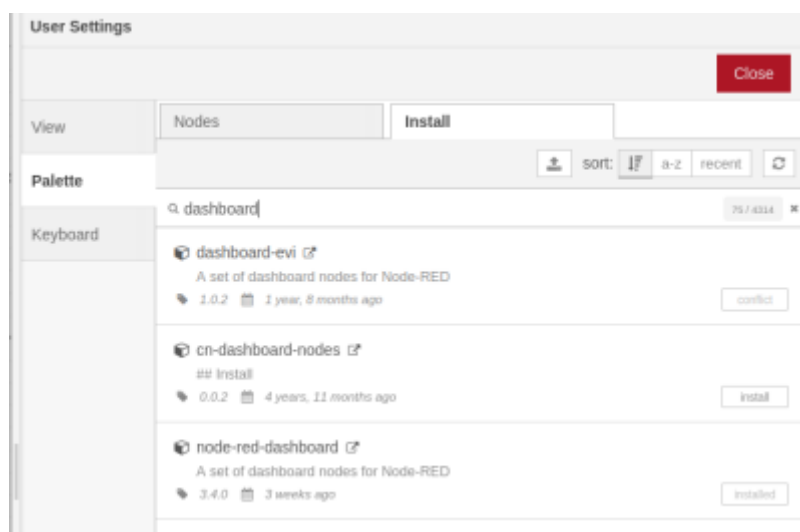 User Settings
Close
View
Nodes
Install
Palette
sort:
a-z
recent
dashboard
75 / 4314
Keyboard
dashboard-evi
A set of dashboard nodes for Node-RED
1.0.2
1 year, 8 months ago
conflict
cn-dashboard-nodes
## Install
0.0.2
4 years, 11 months ago
install
node-red-dashboard
A set of dashboard nodes for Node-RED
3.4.0
3 weeks ago
installed